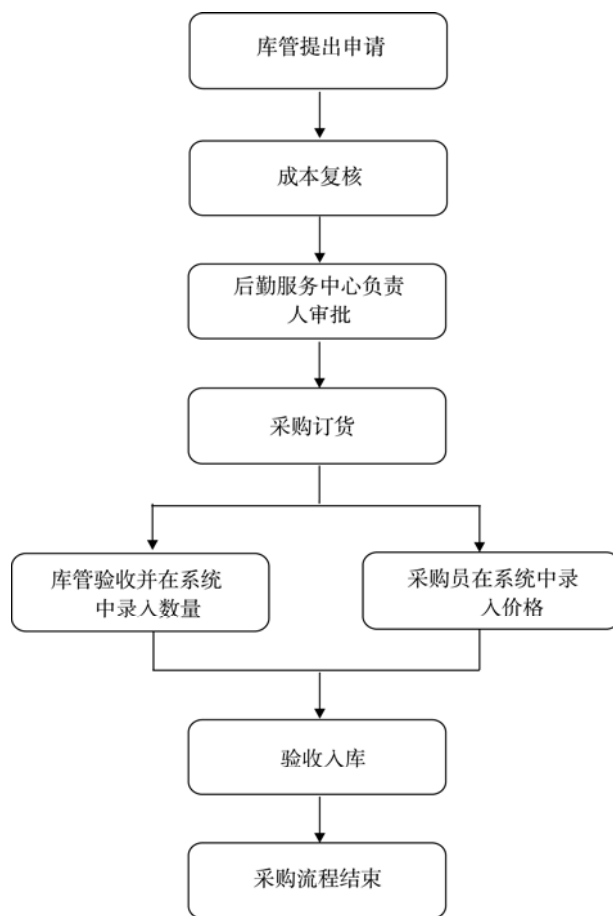 库管提出申请
成本复核
后勤服务中心负责
人审批
采购订货
库管验收并在系统
中录入数量
采购员在系统中录
入价格
验收入库
采购流程结束